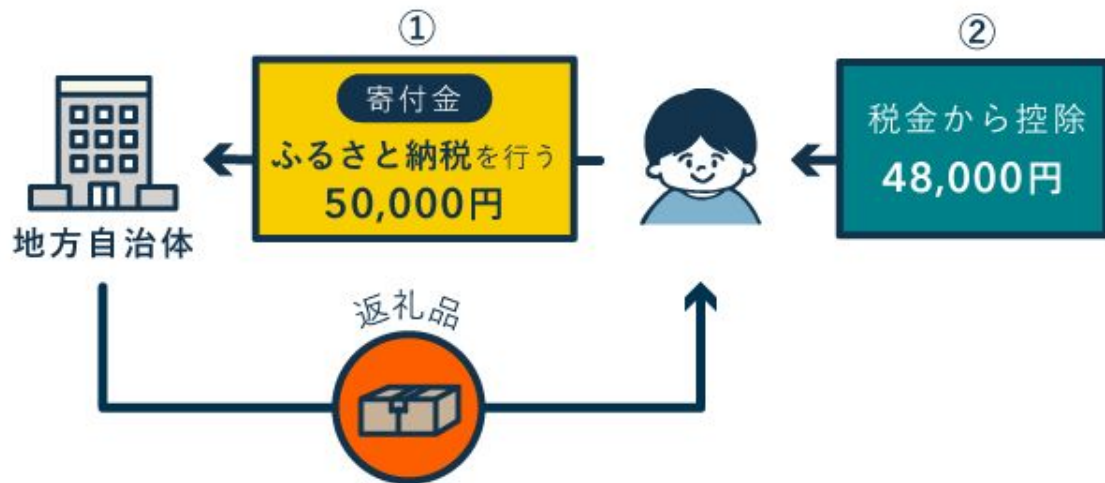 ①
寄付金
ふるさと納税を行う
50,000円
②
税金から控除
48,000円
地方自治体
返礼品